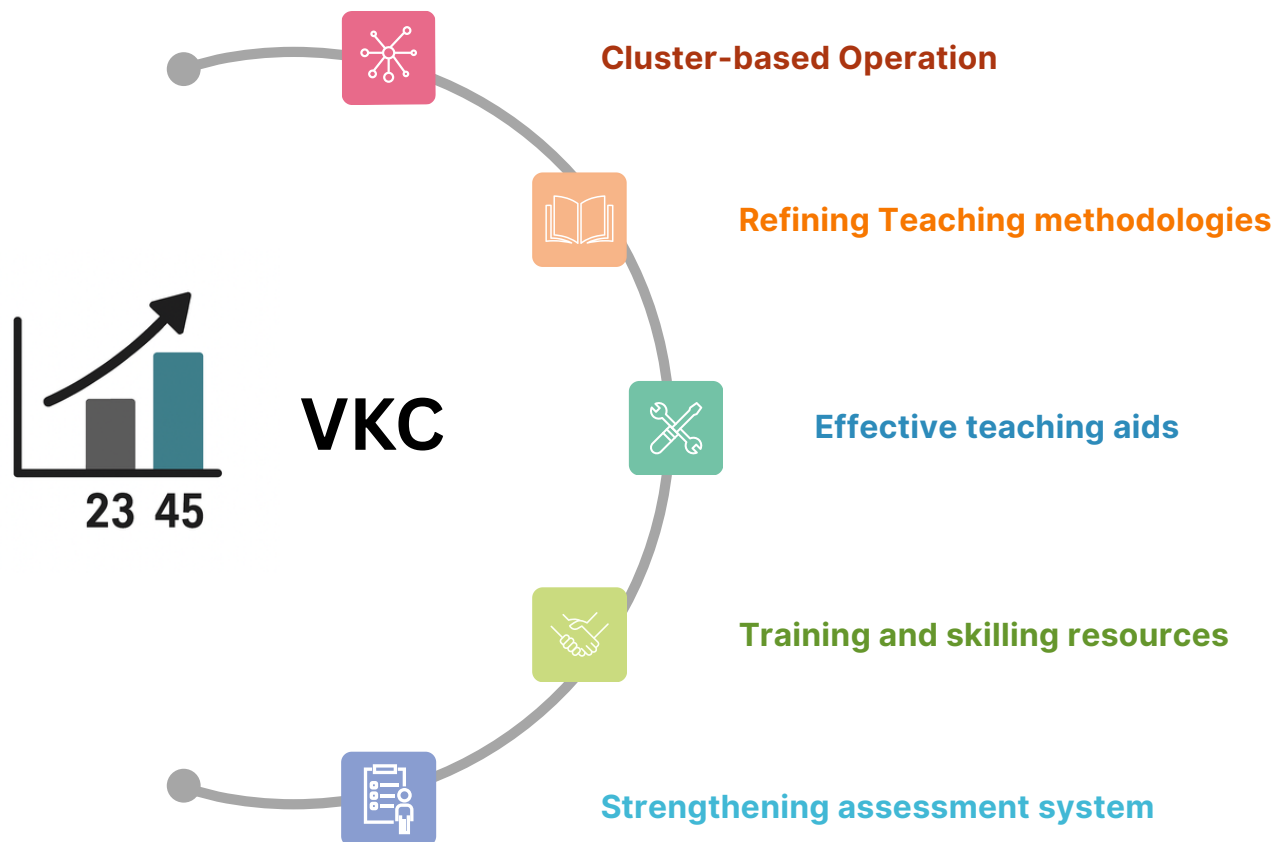 Cluster-based Operation
Refining Teaching methodologies
VKC
Effective teaching aids
23 45
Training and skilling resources
Strengthening assessment system